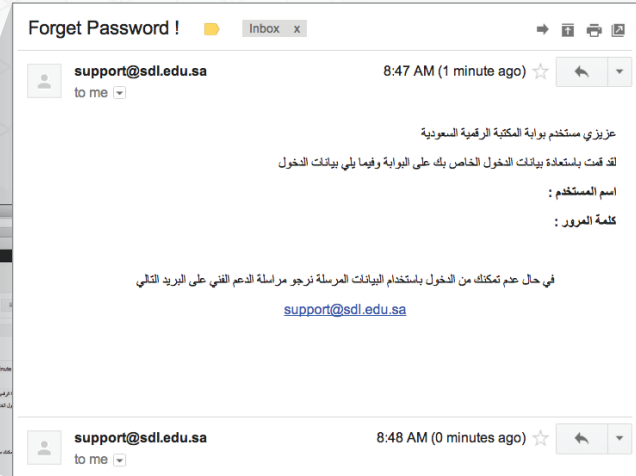 Forget Password !
Inbox x
support@sdl.edu.sa
8:47 AM (1 minute ago)
to me
عزيزي مستخدم بوابة المكتبة الرقمية السعودية
لقد قمت باستعادة بيانات الدخول الخاص بك على البوابة وفيما يلي بيانات الدخول
اسم المستخدم :
كلمة المرور :
في حال عدم تمكنك من الدخول باستخدام البيانات المرسلة نرجو مراسلة الدعم الفني على البريد التالي
support@sdl.edu.sa
support@sdl.edu.sa
8:48 AM (0 minutes ago)
to me